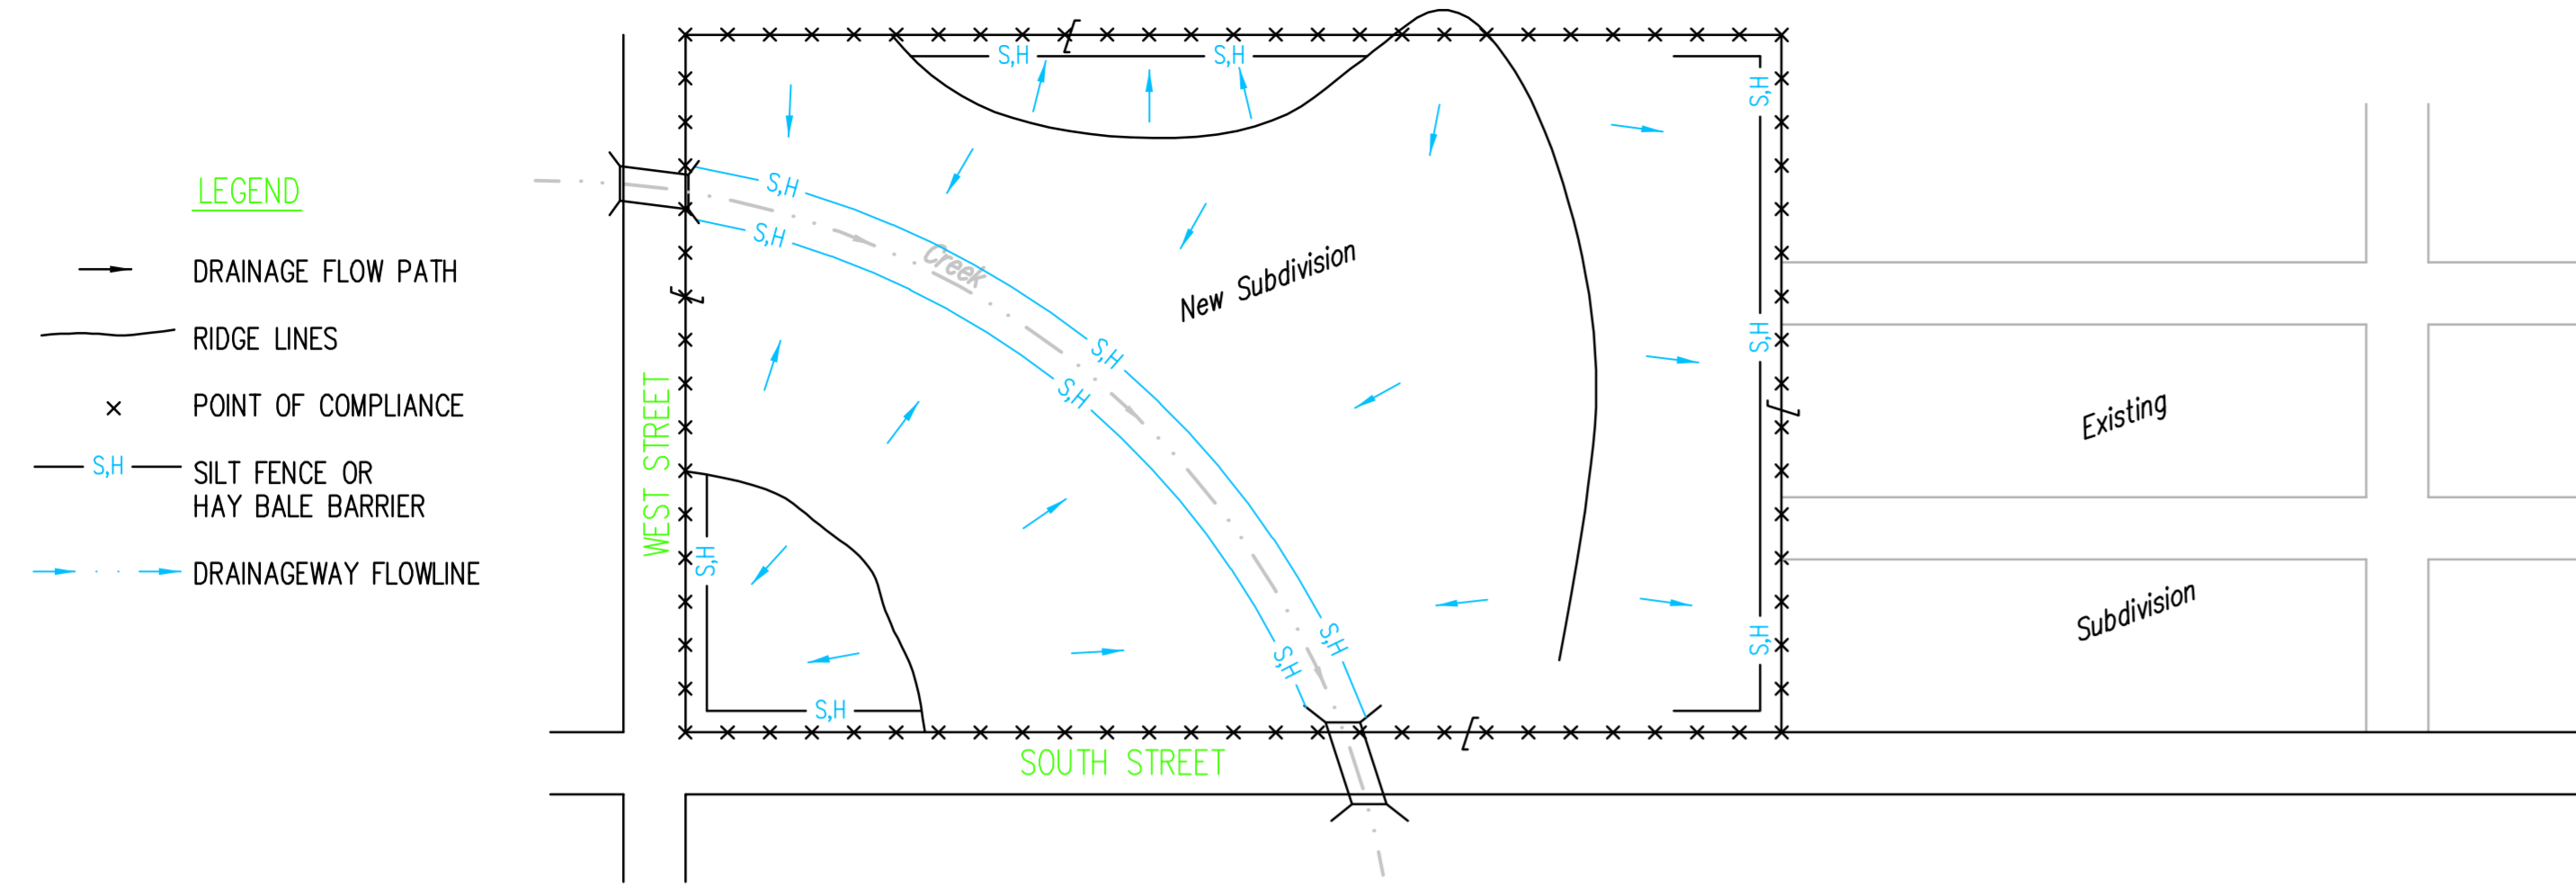 LEGEND
DRAINAGE FLOW PATH
RIDGE LINES
POINT OF COMPLIANCE
S,H
SILT FENCE OR
HAY BALE BARRIER
DRAINAGEWAY FLOWLINE
WEST STREET
SOUTH STREET
S,H
S,H
S,H
S,H
S,H
Creek
New Subdivision
S,H
S,H
S,H
S,H
S,H
S,H
S,H
S,H
S,H
Existing
Subdivision